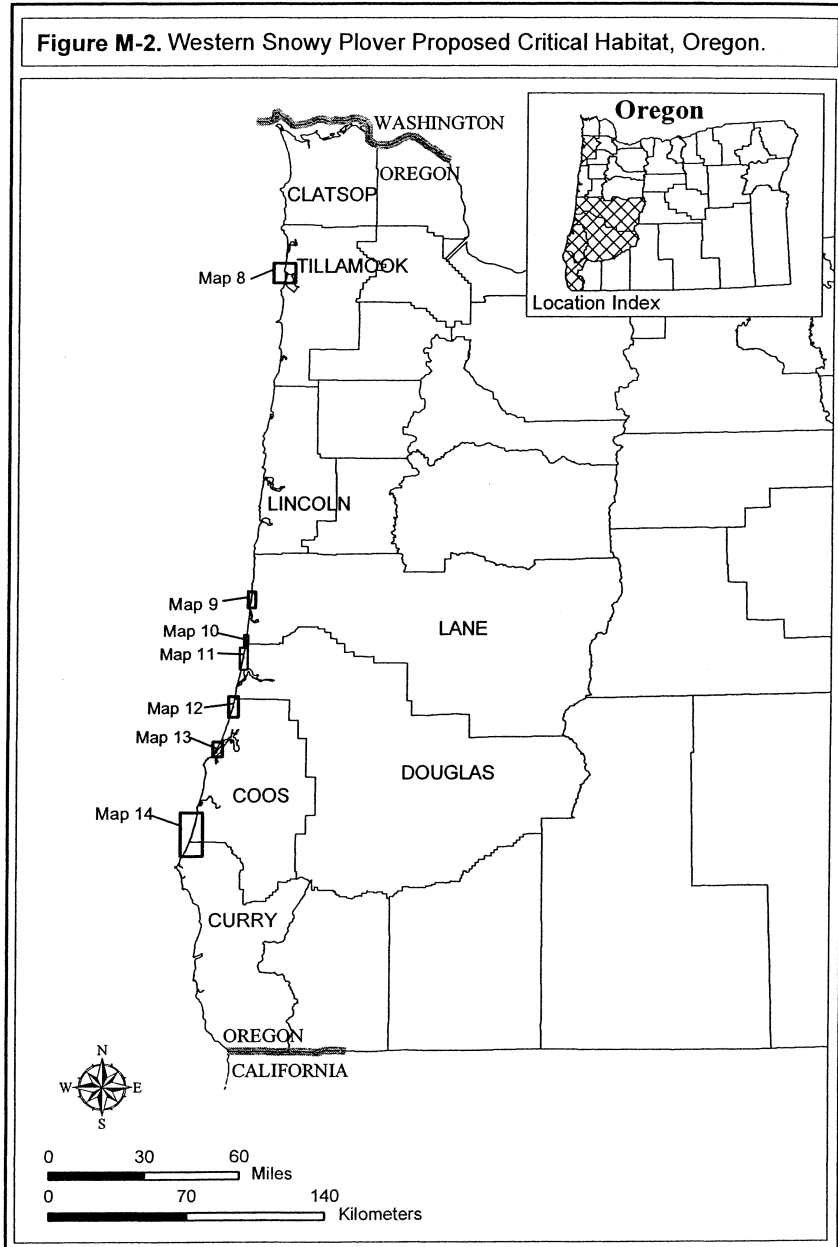 Figure M-2. Western Snowy Plover Proposed Critical Habitat, Oregon.
Oregon
Location Index
WASHINGTON
OREGON
CLATSOP
TILLAMOOK
Map 8
LINCOLN
Map 9
LANE
Map 10
Map 11
Map 12
Map 13
DOUGLAS
COOS
Map 14
CURRY
OREGON
CALIFORNIA
N
W E
S
0 30 60
Miles
0 70 140
Kilometers